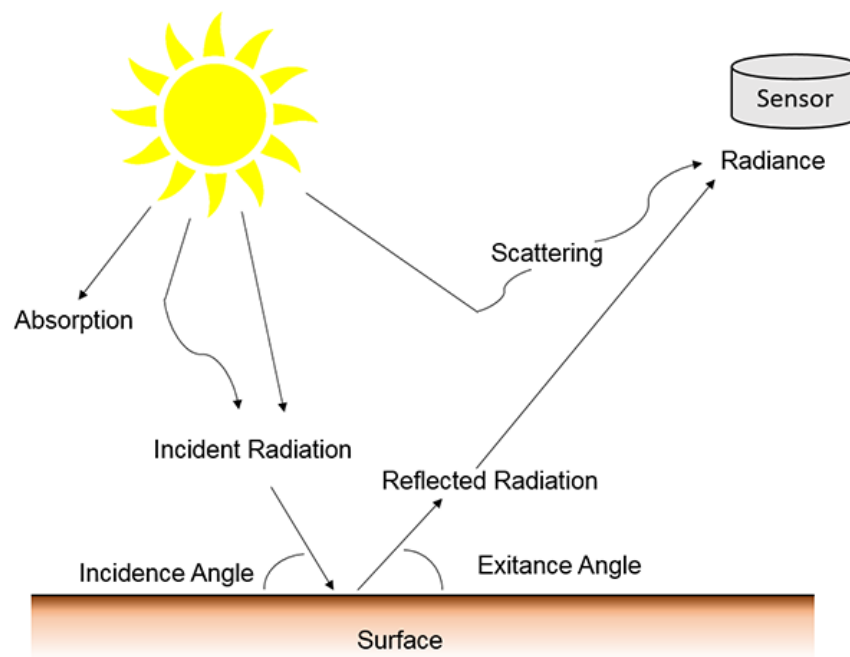 Sensor
Radiance
Scattering
Absorption
Incident Radiation
Reflected Radiation
Incidence Angle
Exitance Angle
Surface